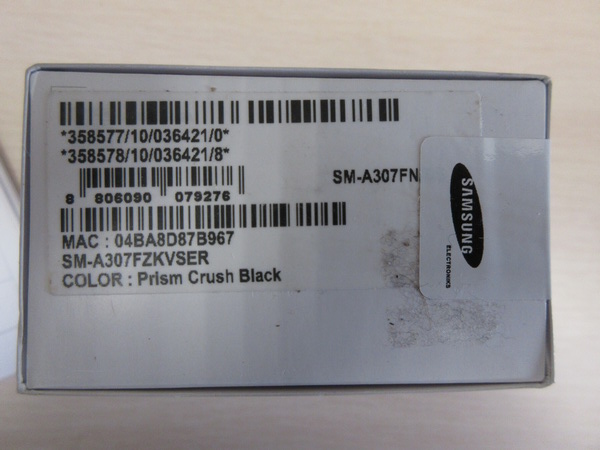 *358577/10/036421/0*
*358578/10/036421/8*
SM-A307FN
8 806090 079276
MAC : 04BA8D87B967
SM-A307FZKVSER
COLOR : Prism Crush Black
SAMSUNG
ELECTRONICS